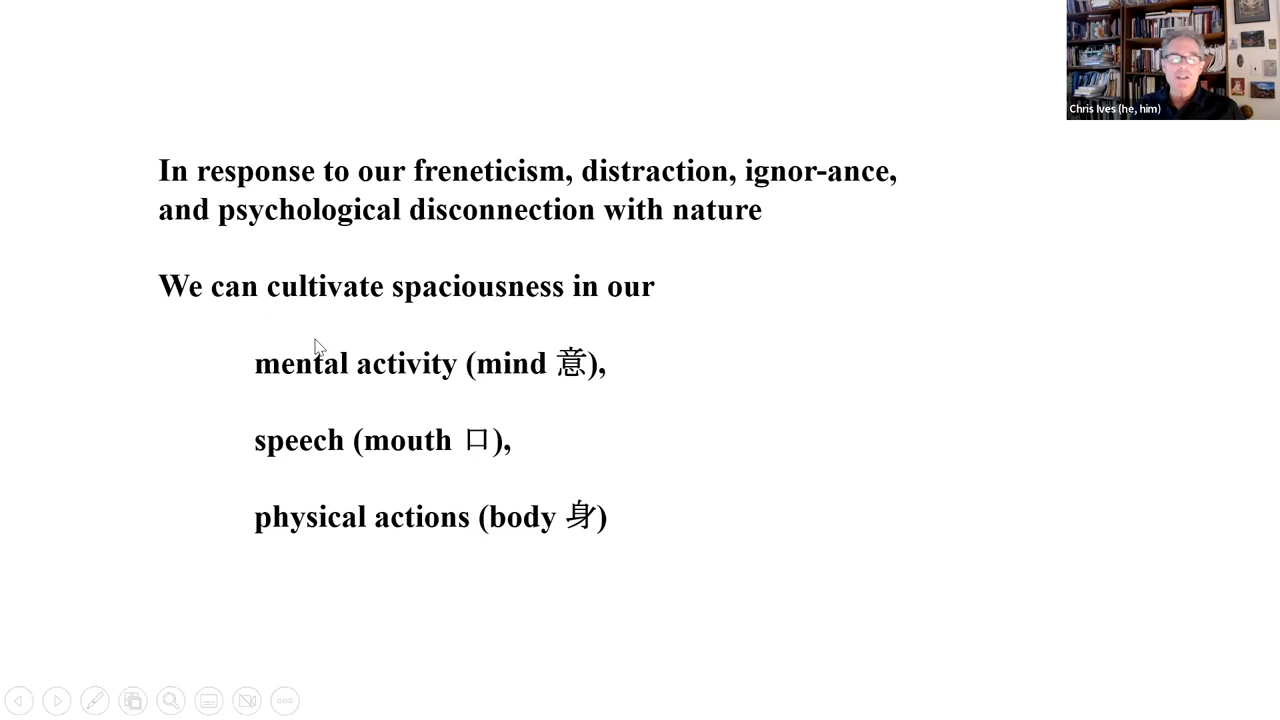 Chris Ives (he, him)
In response to our freneticism, distraction, ignor-ance,
and psychological disconnection with nature
We can cultivate spaciousness in our
mental activity (mind 意),
speech (mouth 口),
physical actions (body 身)